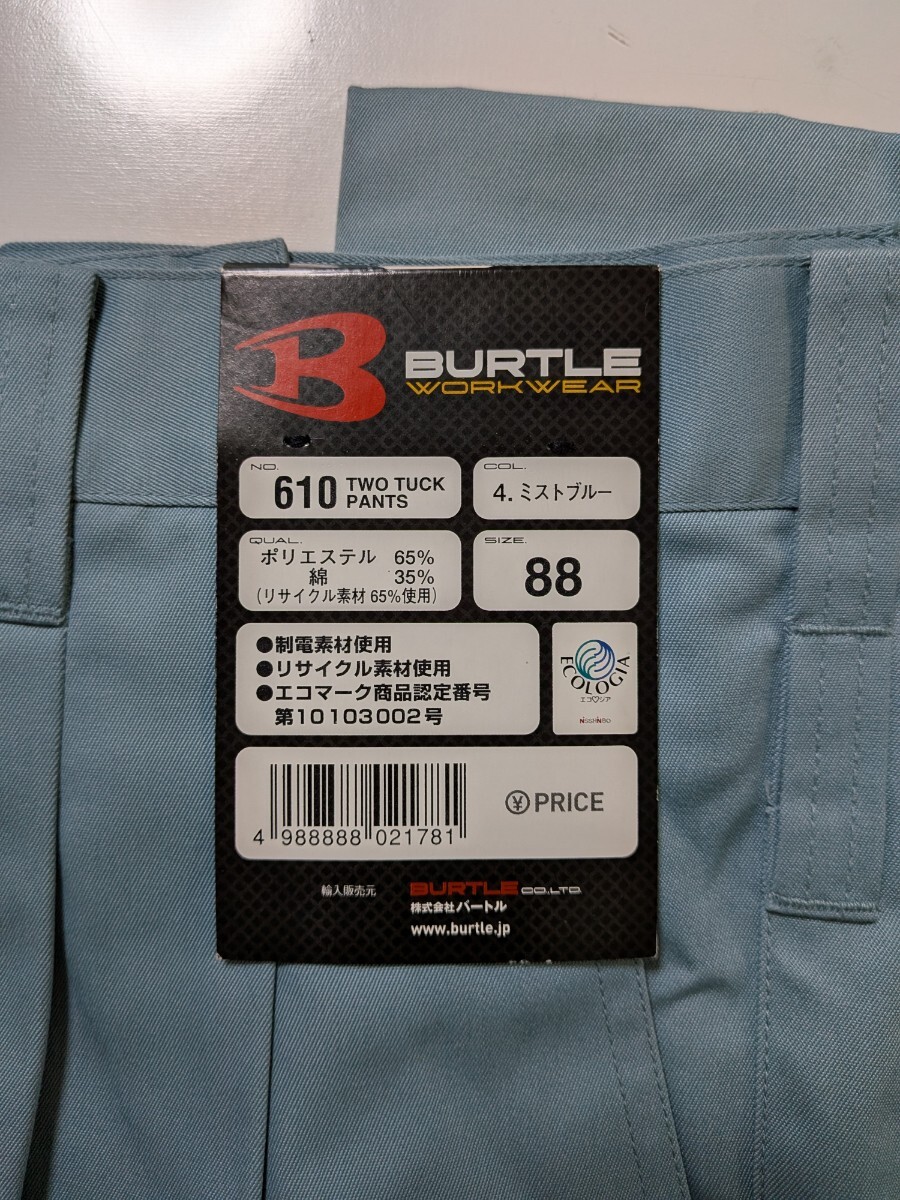 B BURTLE
WORKWEAR
NO.
610 TWO TUCK
PANTS
COL.
4. ミストブルー
QUAL.
ポリエステル 65%
綿 35%
(リサイクル素材 65%使用)
SIZE.
88
●制電素材使用
●リサイクル素材使用
●エコマーク商品認定番号
第10103002号
ECOLOGIA
エコロシア
NISSHINBO
4 988888 021781
¥ PRICE
輸入販売元
BURTLE CO.LTD.
株式会社バートル
www.burtle.jp